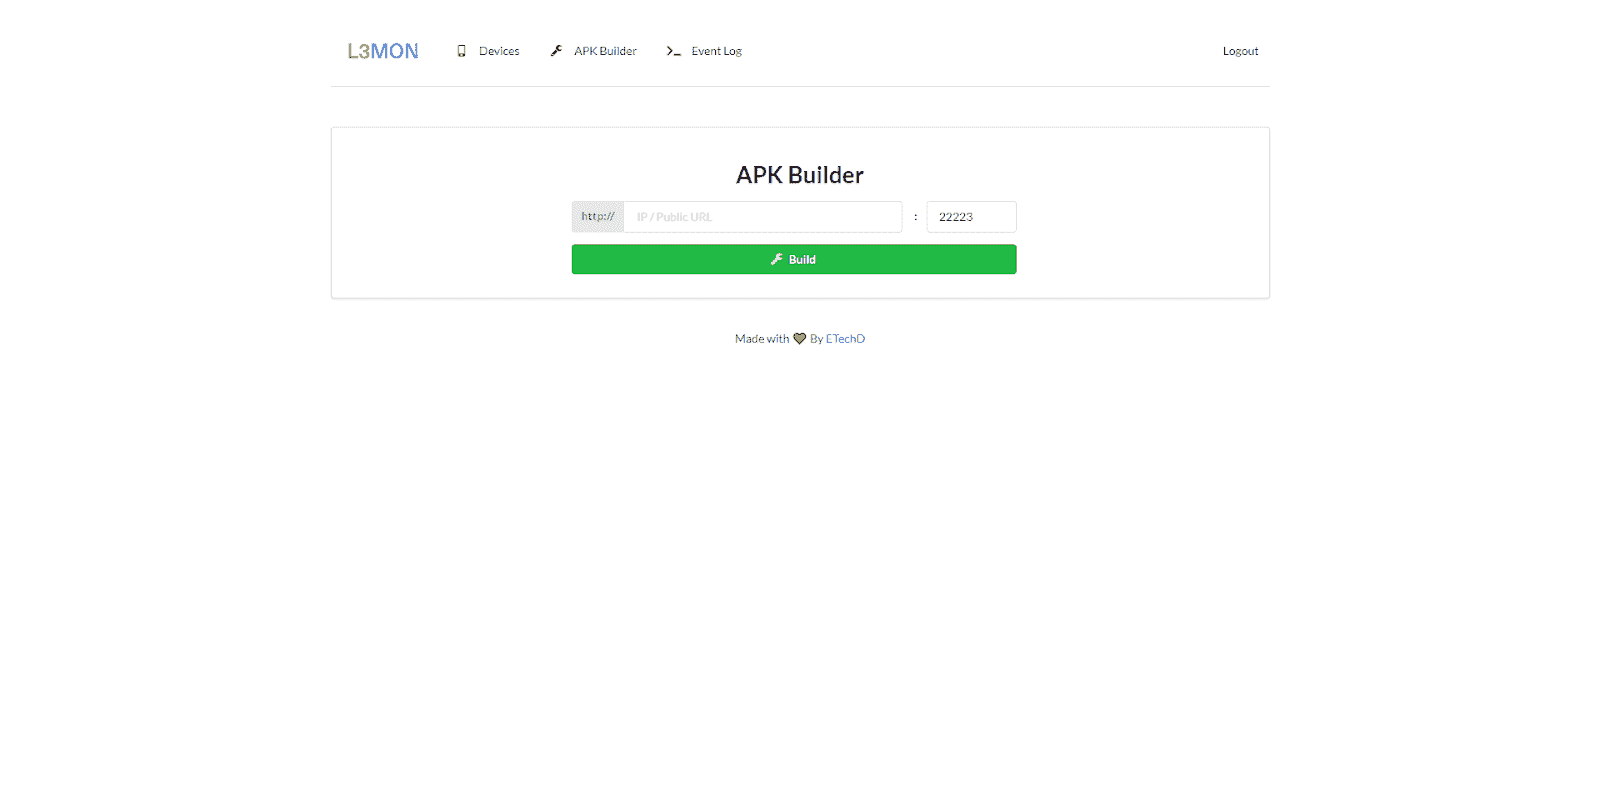 L3MON Devices APK Builder Event Log Logout
APK Builder
http:// IP / Public URL : 22223
Build
Made with By ETechD